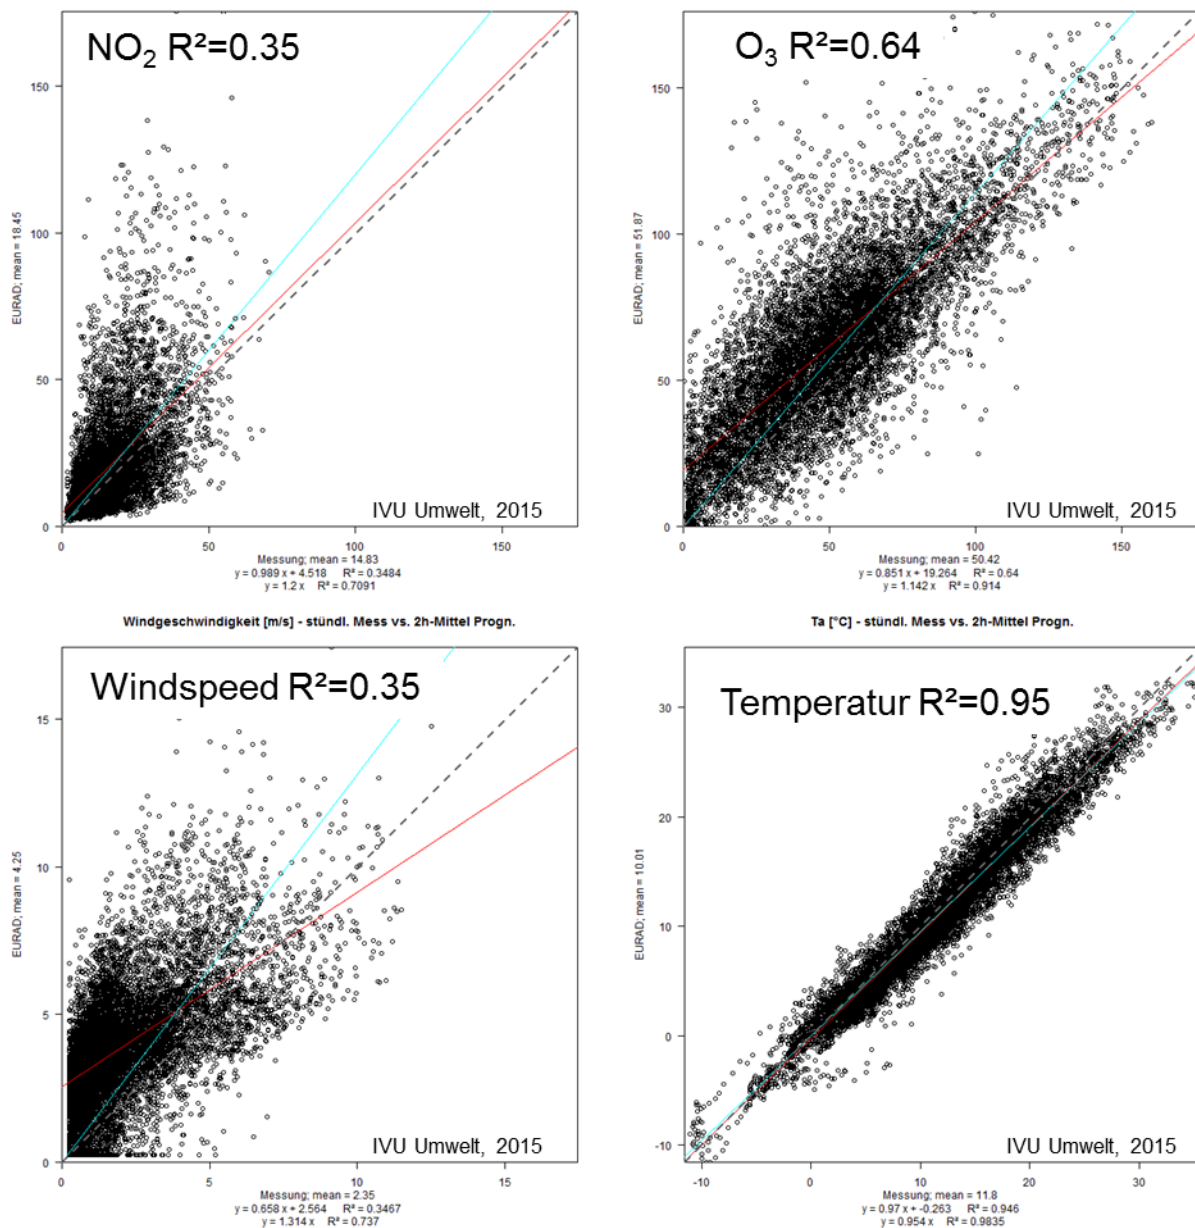 NO₂ R²=0.35
150
100
50
0
EURAD; mean = 18.45
IVU Umwelt, 2015
0 50 100 150
Messung; mean = 14.83
y = 0.989 x + 4.518 R² = 0.3484
y = 1.2 x R² = 0.7091
O₃ R²=0.64
150
100
50
0
EURAD; mean = 51.87
IVU Umwelt, 2015
0 50 100 150
Messung; mean = 50.42
y = 0.851 x + 19.264 R² = 0.64
y = 1.142 x R² = 0.914
Windgeschwindigkeit [m/s] - stündl. Mess vs. 2h-Mittel Progn.
Windspeed R²=0.35
15
10
5
0
EURAD; mean = 4.25
IVU Umwelt, 2015
0 5 10 15
Messung; mean = 2.35
y = 0.658 x + 2.564 R² = 0.3467
y = 1.314 x R² = 0.737
Ta [°C] - stündl. Mess vs. 2h-Mittel Progn.
Temperatur R²=0.95
30
20
10
0
-10
EURAD; mean = 10.01
IVU Umwelt, 2015
-10 0 10 20 30
Messung; mean = 11.8
y = 0.97 x + -0.263 R² = 0.946
y = 0.954 x R² = 0.9835